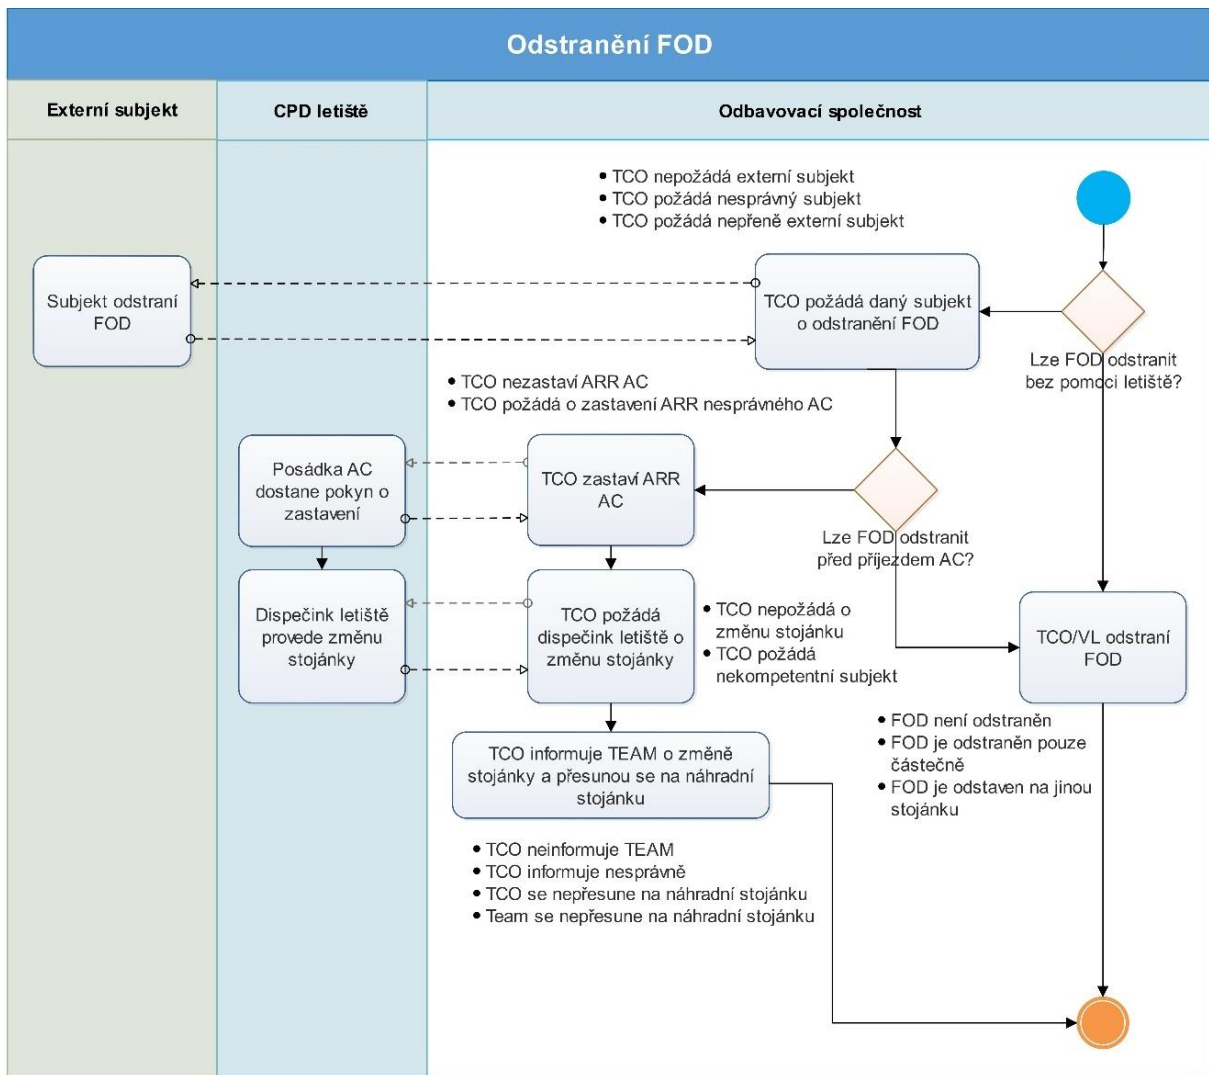 Odstranění FOD
Externí subjekt
CPD letiště
Odbavovací společnost
• TCO nepožádá externí subjekt
• TCO požádá nesprávný subjekt
• TCO požádá nepřeně externí subjekt
Subjekt odstraní
FOD
TCO požádá daný subjekt
o odstranění FOD
Lze FOD odstranit
bez pomoci letiště?
• TCO nezastaví ARR AC
• TCO požádá o zastavení ARR nesprávného AC
Posádka AC
dostane pokyn o
zastavení
TCO zastaví ARR
AC
Lze FOD odstranit
před příjezdem AC?
Dispečink letiště
provede změnu
stojánky
TCO požádá
dispečink letiště o
změnu stojánky
• TCO nepožádá o
změnu stojánku
• TCO požádá
nekompetentní subjekt
TCO/VL odstraní
FOD
• FOD není odstraněn
• FOD je odstraněn pouze
částečně
• FOD je odstaven na jinou
stojánku
TCO informuje TEAM o změně
stojánky a přesunou se na náhradní
stojánku
• TCO neinformuje TEAM
• TCO informuje nesprávně
• TCO se nepřesune na náhradní stojánku
• Team se nepřesune na náhradní stojánku